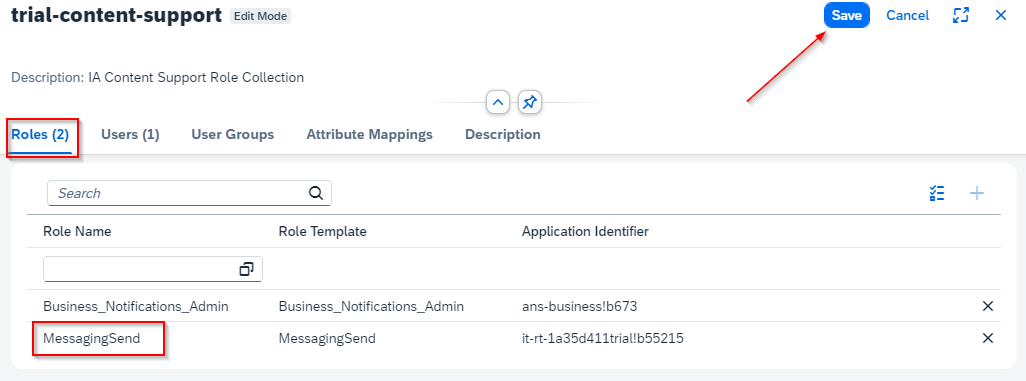 trial-content-support Edit Mode Save Cancel
Description: IA Content Support Role Collection
Roles (2) Users (1) User Groups Attribute Mappings Description
Search
Role Name Role Template Application Identifier
Business_Notifications_Admin Business_Notifications_Admin ans-business!b673
MessagingSend MessagingSend it-rt-1a35d411trial!b55215